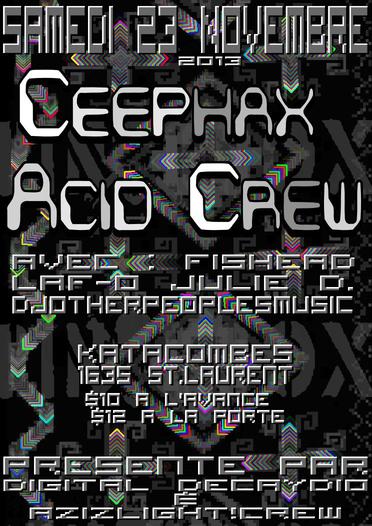 SAMEDI 23 NOVEMBRE
2013
CEEPHAX
ACID CREW
AVEC : FISHEAD
LAF-O JULIE D.
DJOTHERPEOPLESMUSIC
KATACOMBES
1635 ST.LAURENT
$10 A L'AVANCE
$12 A LA PORTE
PRESENTE PAR
DIGITAL DECAYDIO
&
AZIZLIGHT!CREW